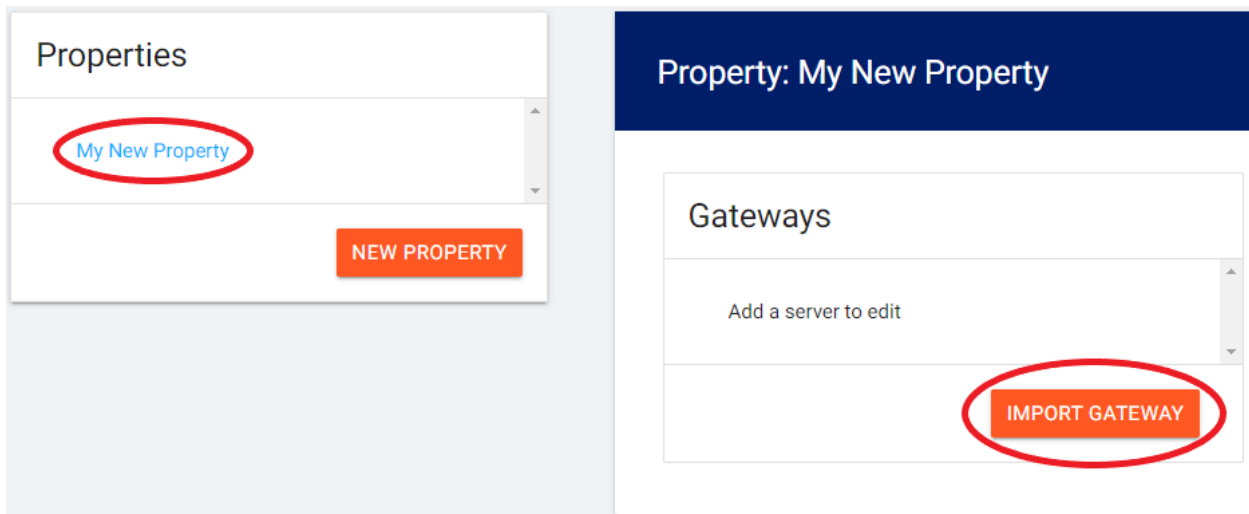 Properties
My New Property
NEW PROPERTY
Property: My New Property
Gateways
Add a server to edit
IMPORT GATEWAY